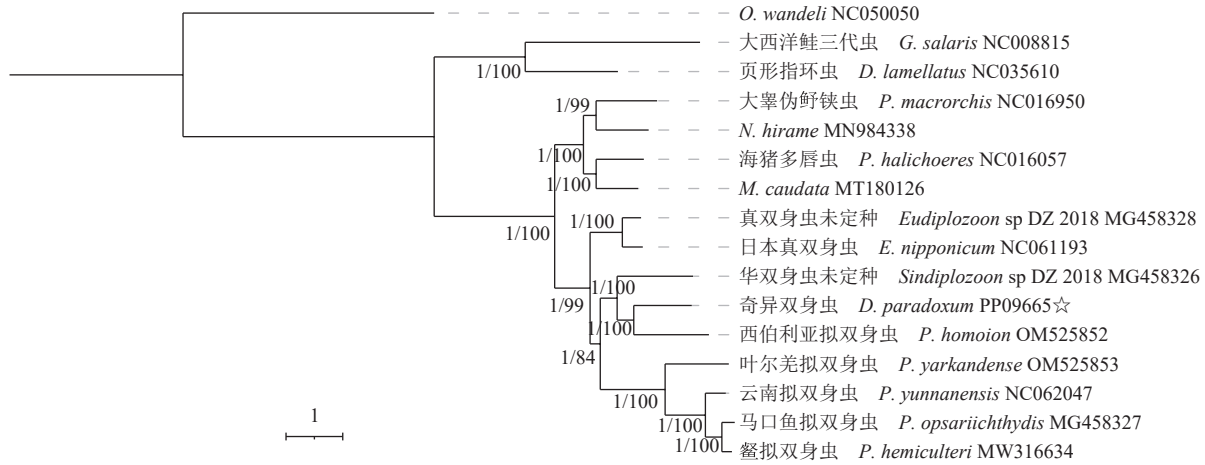 O. wandeli NC050050
大西洋鲑三代虫 G. salaris NC008815
1/100
页形指环虫 D. lamellatus NC035610
1/99
大睾伪魣铗虫 P. macrorchis NC016950
N. hirame MN984338
1/100
海猪多唇虫 P. halichoeres NC016057
1/100
M. caudata MT180126
1/100
真双身虫未定种 Eudiplozoon sp DZ 2018 MG458328
1/100
日本真双身虫 E. nipponicum NC061193
华双身虫未定种 Sindiplozoon sp DZ 2018 MG458326
1/99
1/100
奇异双身虫 D. paradoxum PP09665☆
1/100
西伯利亚拟双身虫 P. homoion OM525852
1/84
叶尔羌拟双身虫 P. yarkandense OM525853
1/100
云南拟双身虫 P. yunnanensis NC062047
1
1/100
马口鱼拟双身虫 P. opsariichthydis MG458327
1/100
鰵拟双身虫 P. hemiculteri MW316634